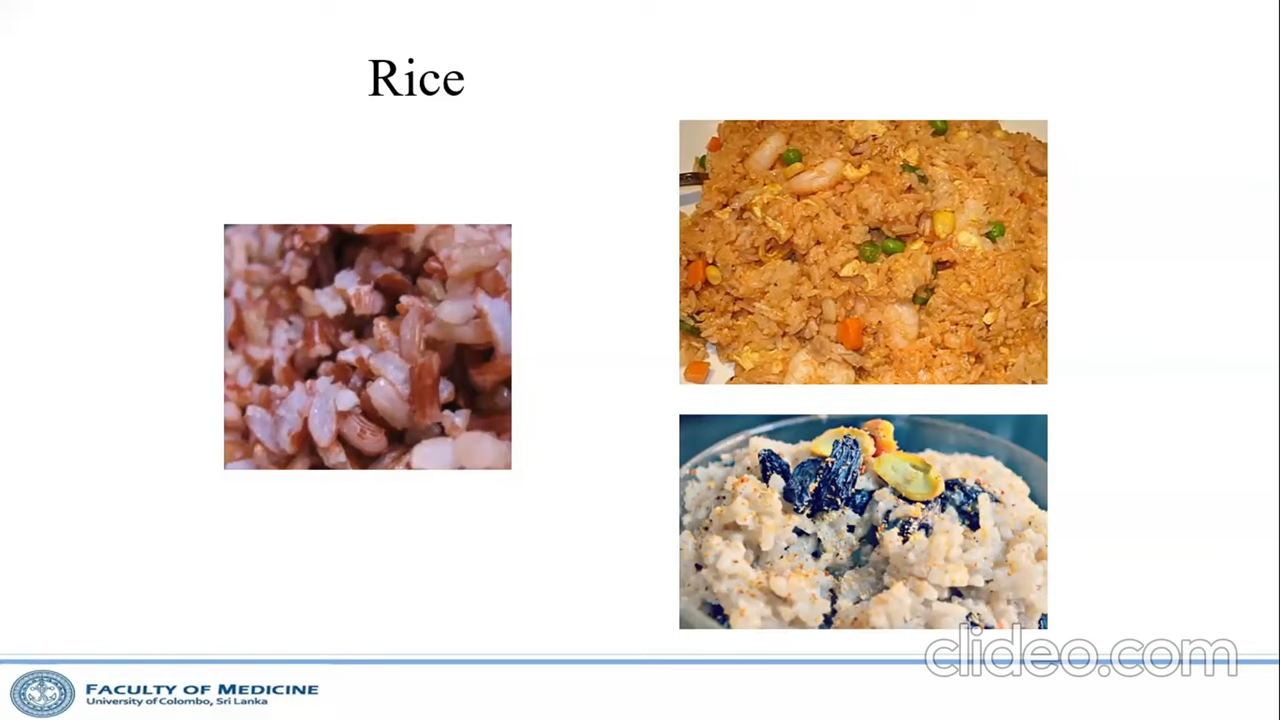 Rice
clideo.com
FACULTY OF MEDICINE
University of Colombo, Sri Lanka